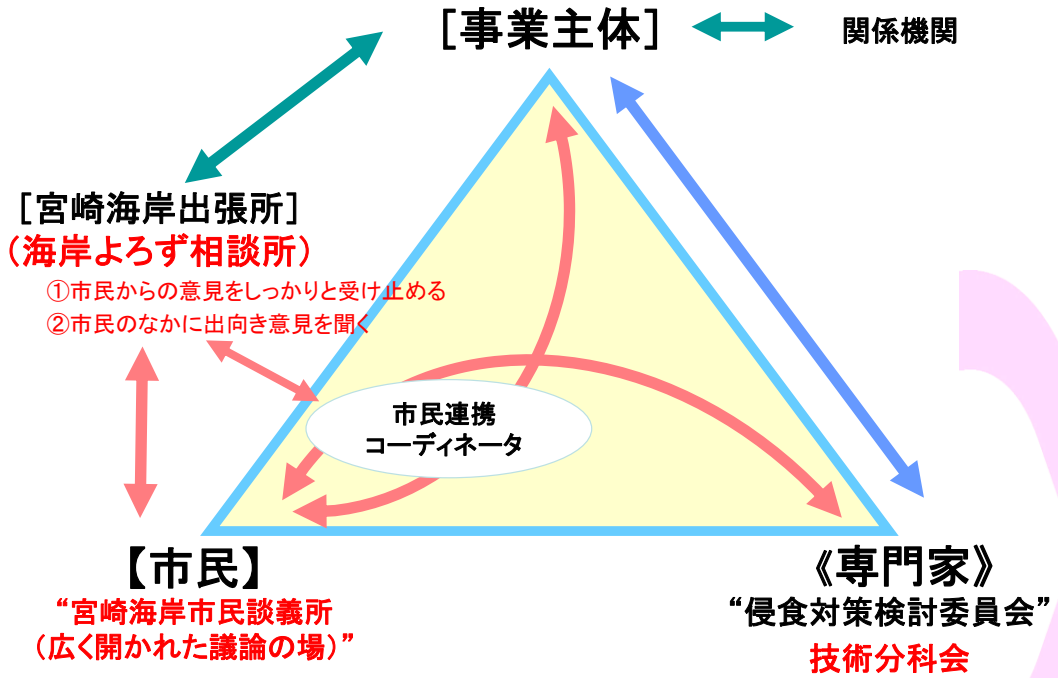 ［事業主体］
関係機関
［宮崎海岸出張所］
（海岸よろず相談所）
①市民からの意見をしっかりと受け止める
②市民のなかに出向き意見を聞く
市民連携
コーディネータ
【市民】
“宮崎海岸市民談義所
（広く開かれた議論の場）”
《専門家》
“侵食対策検討委員会”
技術分科会